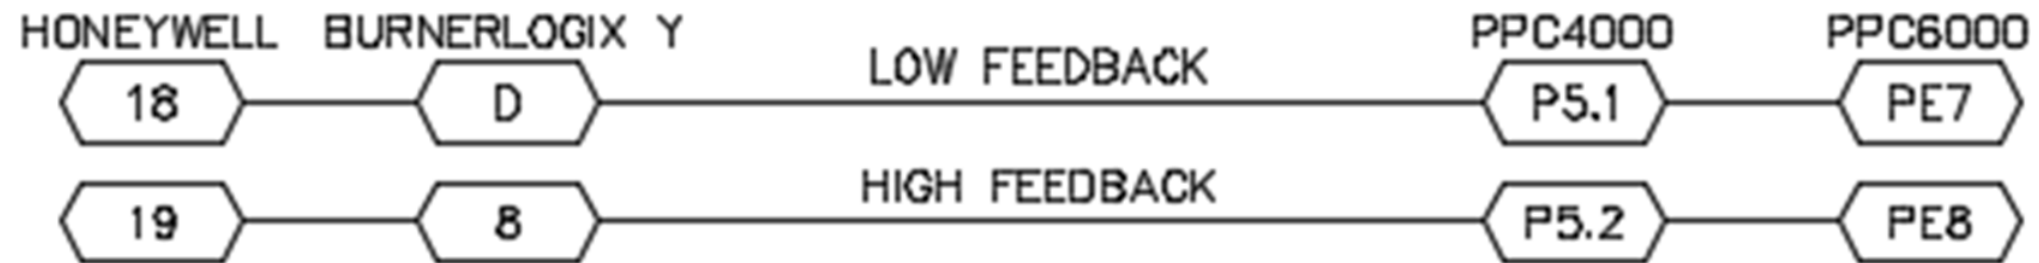 HONEYWELL BURNERLOGIX Y PPC4000 PPC6000
LOW FEEDBACK
18 D P5.1 PE7
HIGH FEEDBACK
19 8 P5.2 PE8